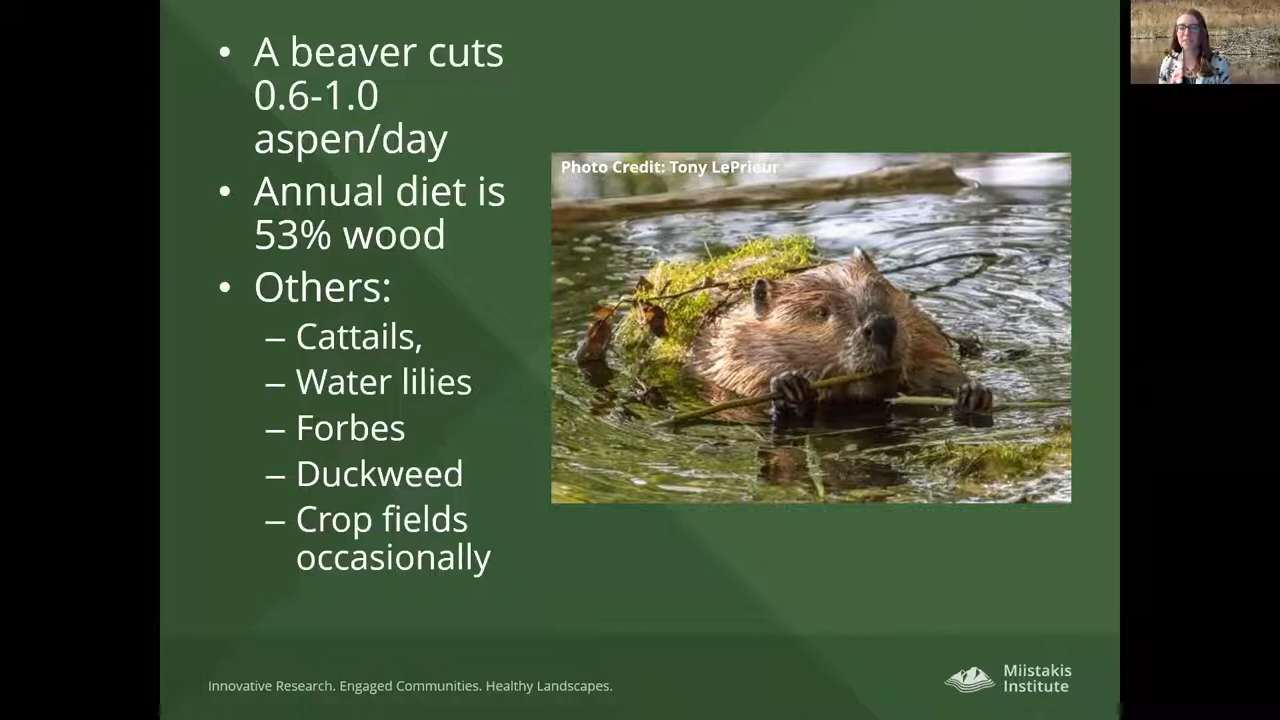 • A beaver cuts
0.6-1.0
aspen/day
• Annual diet is
53% wood
• Others:
– Cattails,
– Water lilies
– Forbes
– Duckweed
– Crop fields
occasionally
Photo Credit: Tony LePrieur
Innovative Research. Engaged Communities. Healthy Landscapes.
Miistakis
Institute